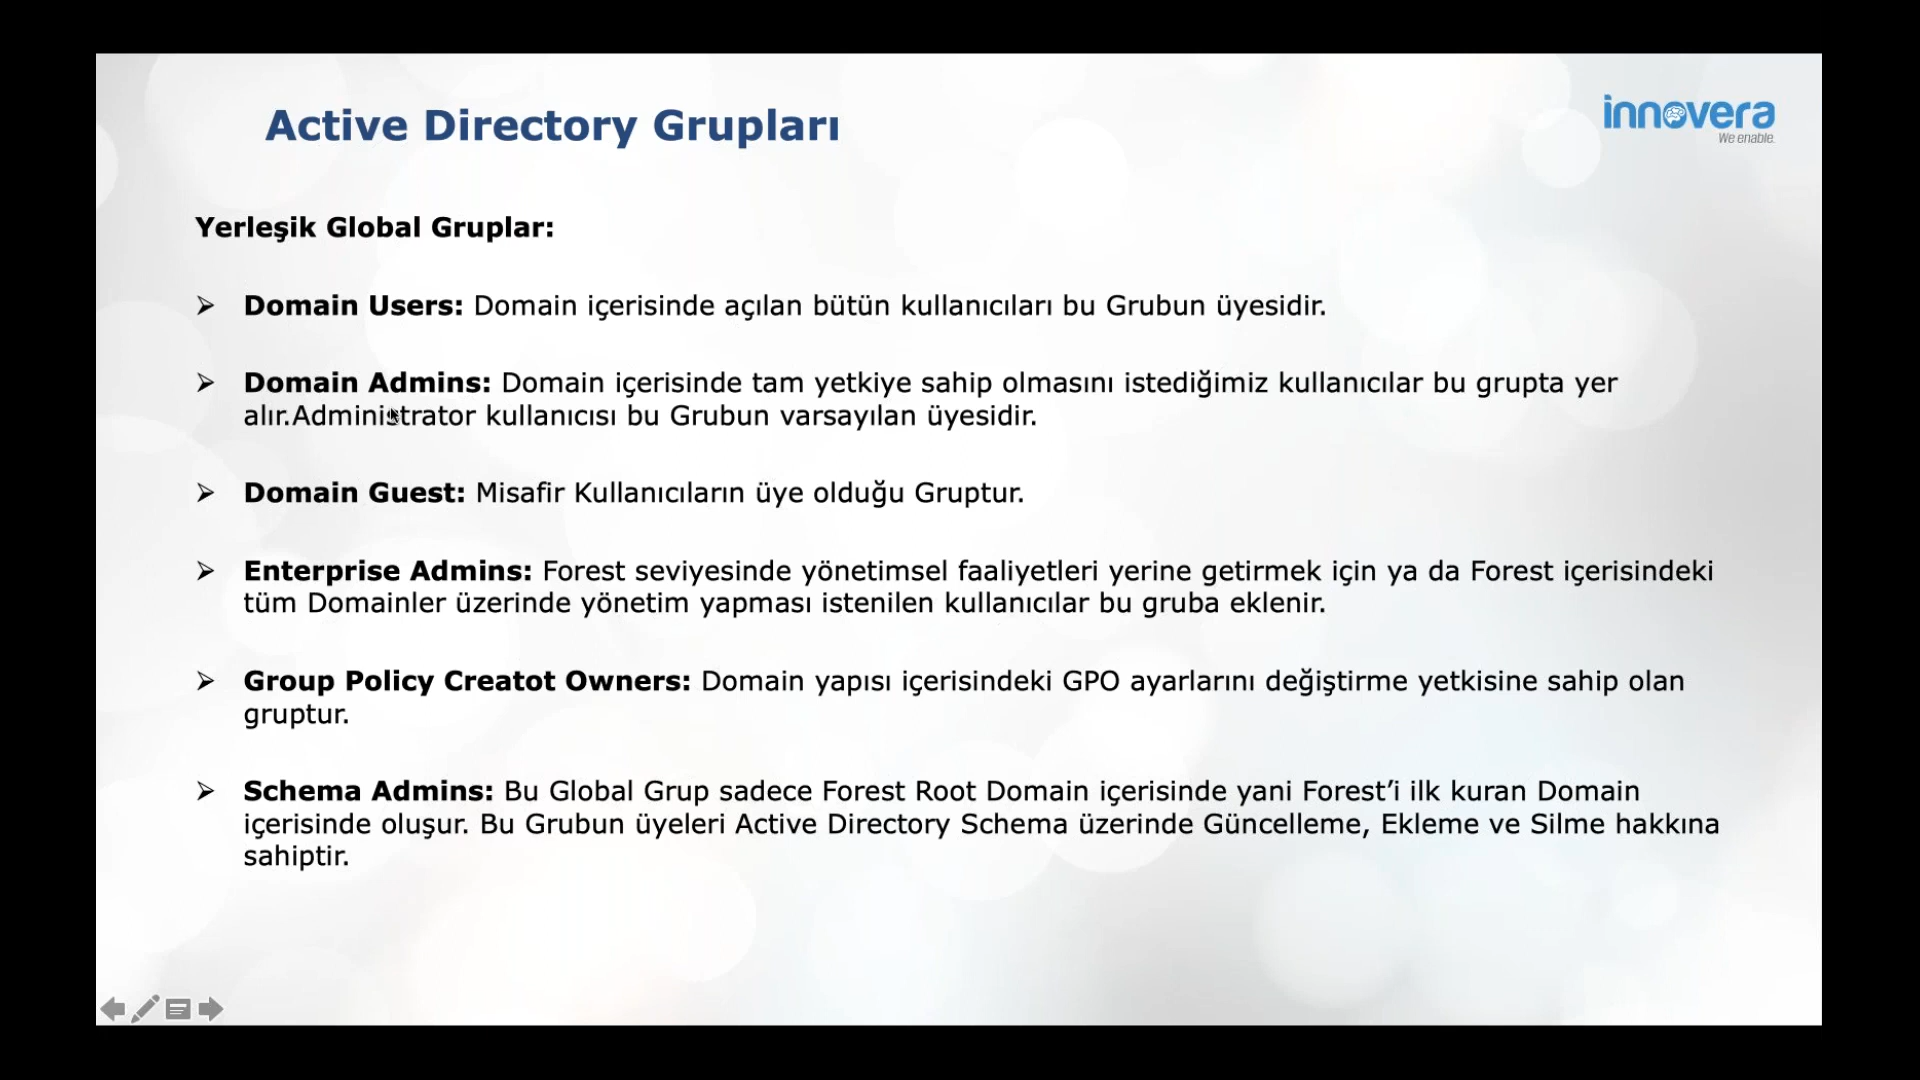 Active Directory Grupları
innovera
We enable.
Yerleşik Global Gruplar:
➢ Domain Users: Domain içerisinde açılan bütün kullanıcıları bu Grubun üyesidir.
➢ Domain Admins: Domain içerisinde tam yetkiye sahip olmasını istediğimiz kullanıcılar bu grupta yer
alır.Administrator kullanıcısı bu Grubun varsayılan üyesidir.
➢ Domain Guest: Misafir Kullanıcıların üye olduğu Gruptur.
➢ Enterprise Admins: Forest seviyesinde yönetimsel faaliyetleri yerine getirmek için ya da Forest içerisindeki
tüm Domainler üzerinde yönetim yapması istenilen kullanıcılar bu gruba eklenir.
➢ Group Policy Creatot Owners: Domain yapısı içerisindeki GPO ayarlarını değiştirme yetkisine sahip olan
gruptur.
➢ Schema Admins: Bu Global Grup sadece Forest Root Domain içerisinde yani Forest’i ilk kuran Domain
içerisinde oluşur. Bu Grubun üyeleri Active Directory Schema üzerinde Güncelleme, Ekleme ve Silme hakkına
sahiptir.